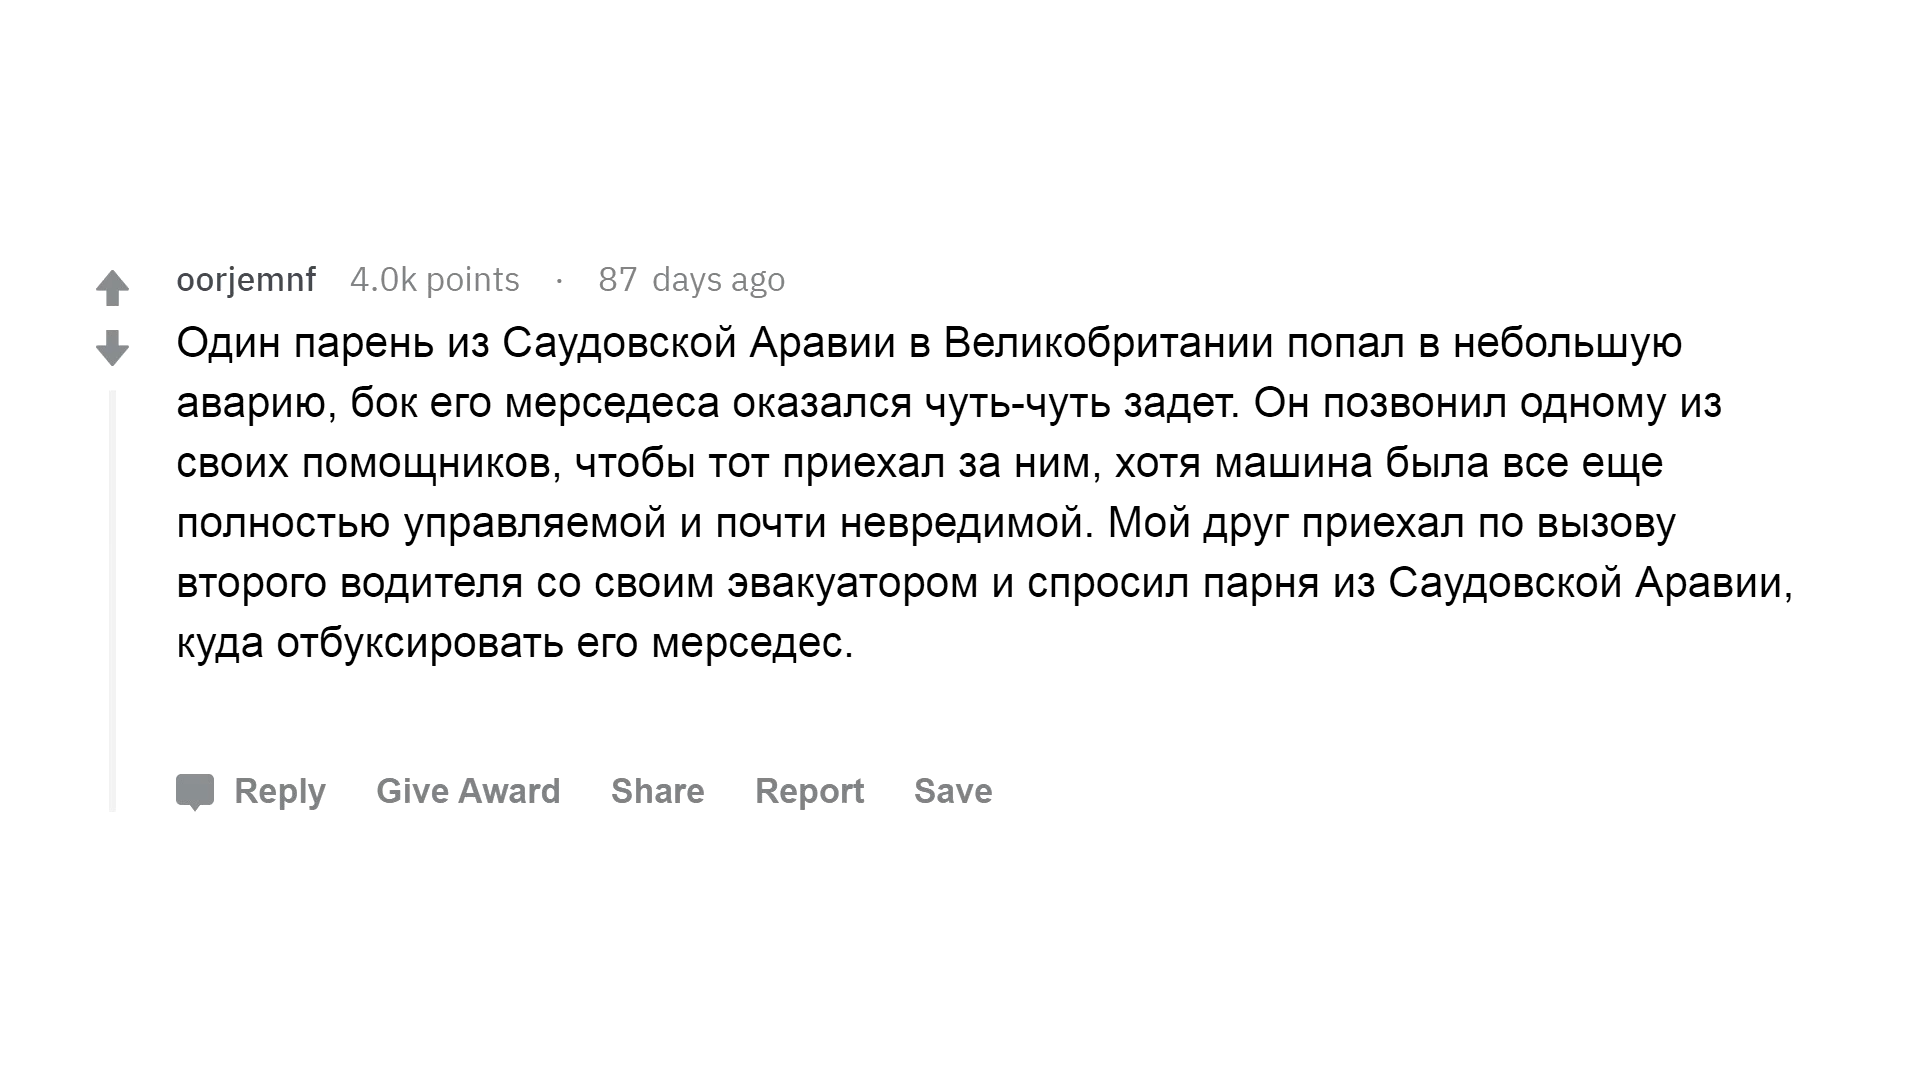 oorjemnf 4.0k points · 87 days ago
Один парень из Саудовской Аравии в Великобритании попал в небольшую
аварию, бок его мерседеса оказался чуть-чуть задет. Он позвонил одному из
своих помощников, чтобы тот приехал за ним, хотя машина была все еще
полностью управляемой и почти невредимой. Мой друг приехал по вызову
второго водителя со своим эвакуатором и спросил парня из Саудовской Аравии,
куда отбуксировать его мерседес.
Reply Give Award Share Report Save